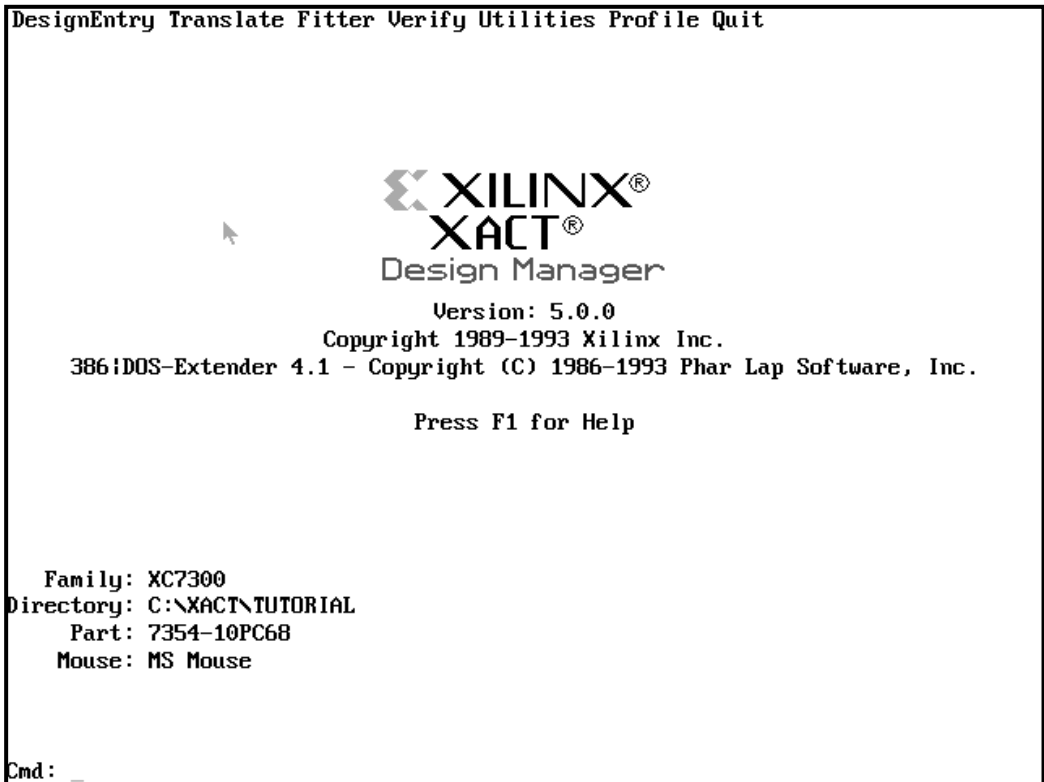 DesignEntry Translate Fitter Verify Utilities Profile Quit
XILINX®
XACT®
Design Manager
Version: 5.0.0
Copyright 1989-1993 Xilinx Inc.
386|DOS-Extender 4.1 - Copyright (C) 1986-1993 Phar Lap Software, Inc.
Press F1 for Help
Family: XC7300
Directory: C:\XACT\TUTORIAL
Part: 7354-10PC68
Mouse: MS Mouse
Cmd: _